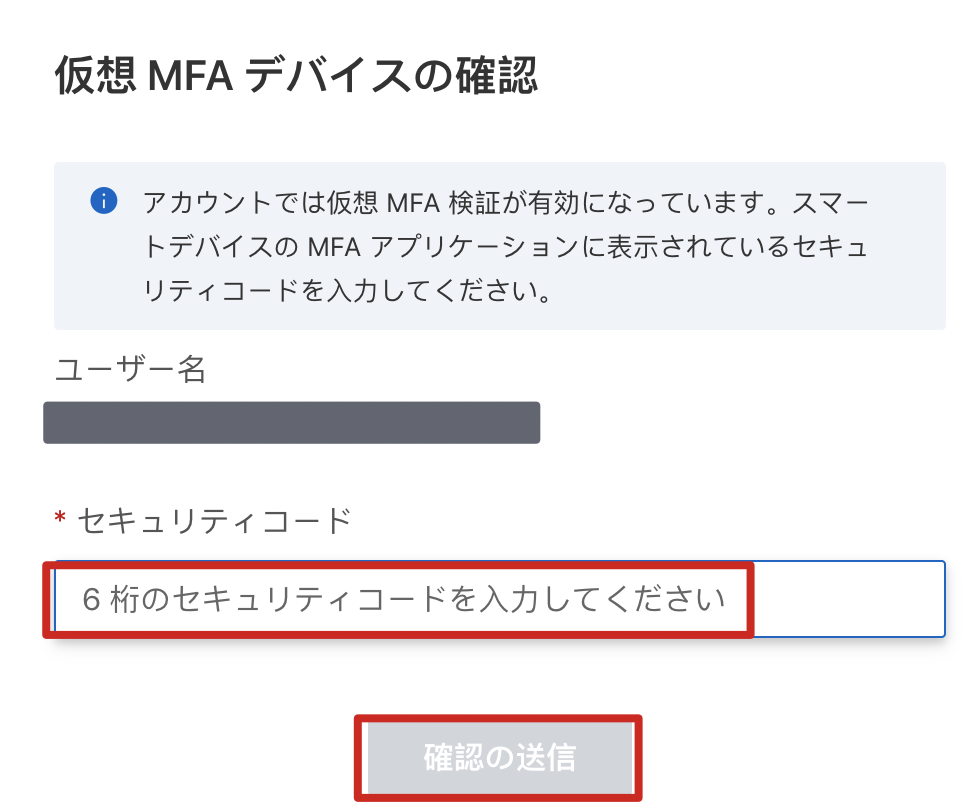 仮想 MFA デバイスの確認
アカウントでは仮想 MFA 検証が有効になっています。スマー
トデバイスの MFA アプリケーションに表示されているセキュ
リティコードを入力してください。
ユーザー名
* セキュリティコード
6 桁のセキュリティコードを入力してください
確認の送信